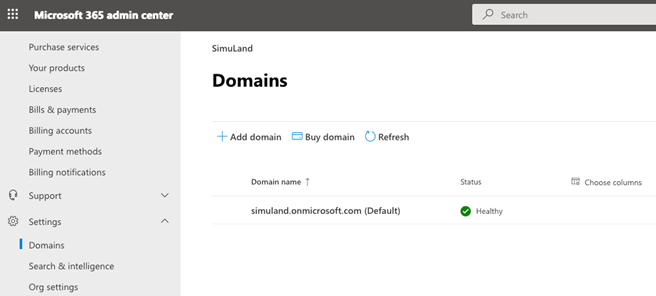 Microsoft 365 admin center
Search
Purchase services
Your products
Licenses
Bills & payments
Billing accounts
Payment methods
Billing notifications
Support
Settings
Domains
Search & intelligence
Org settings
SimuLand
Domains
Add domain Buy domain Refresh
Domain name ↑ Status Choose columns
simuland.onmicrosoft.com (Default) Healthy